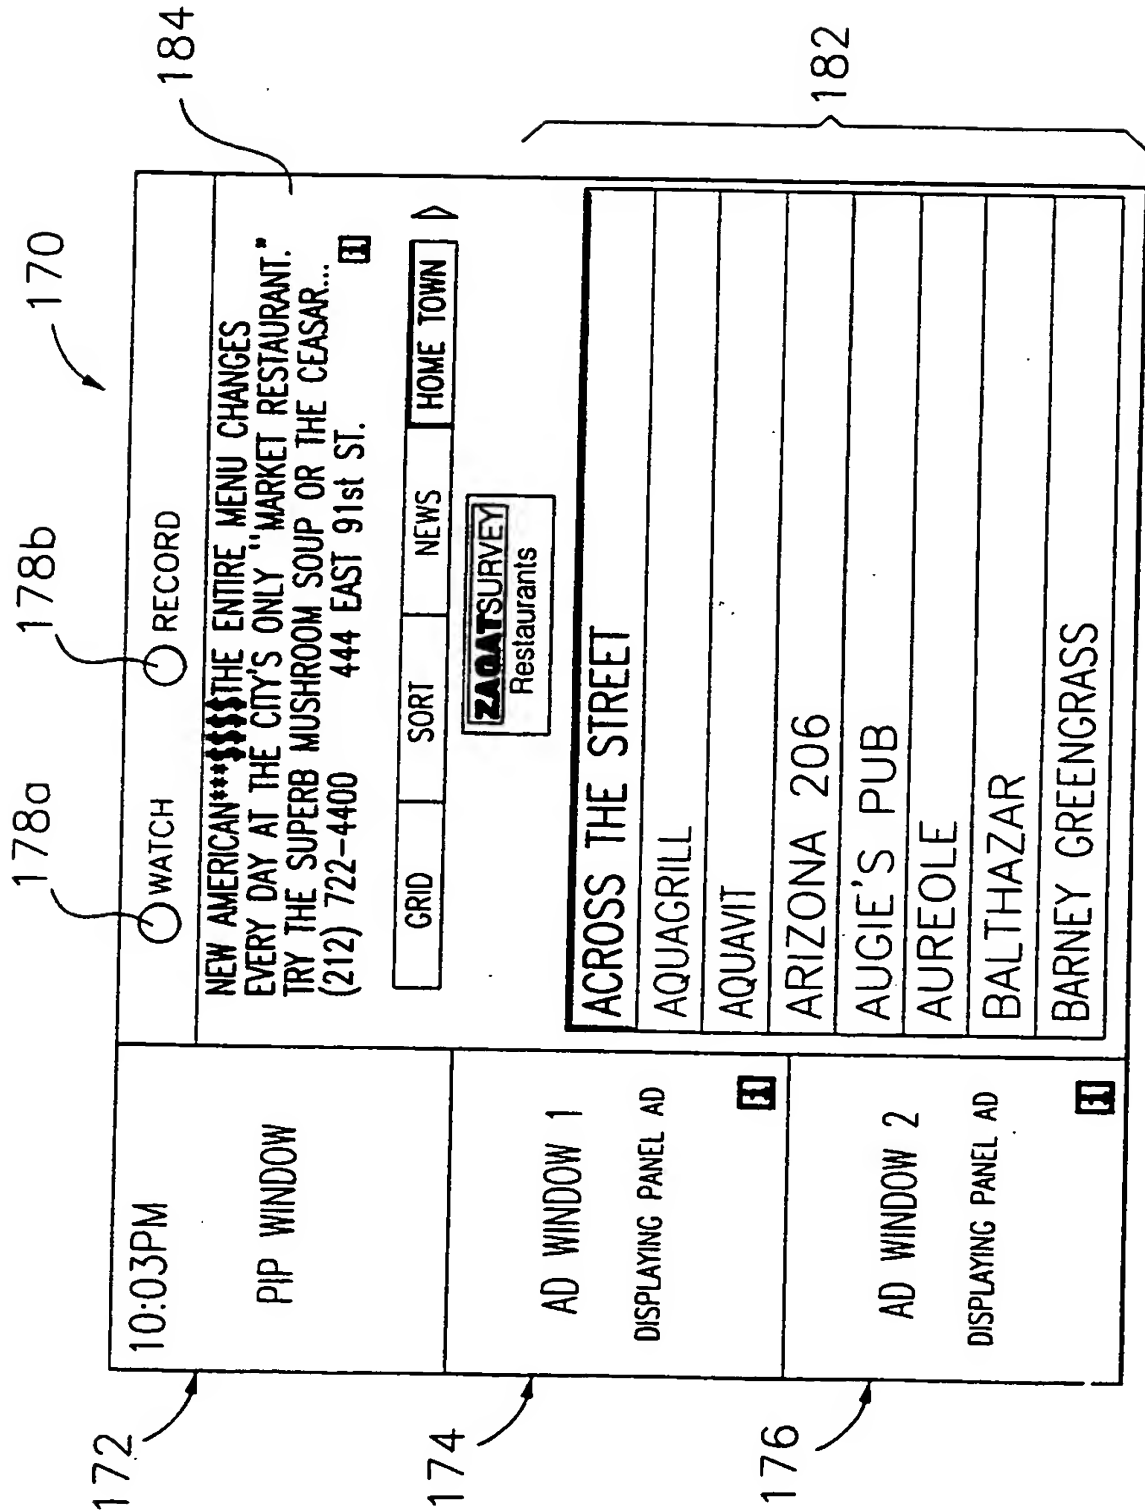 170
178a
178b
184
10:03PM
PIP WINDOW
172
AD WINDOW 1
DISPLAYING PANEL AD
i
174
AD WINDOW 2
DISPLAYING PANEL AD
i
176
WATCH
RECORD
NEW AMERICAN***$$$$THE ENTIRE MENU CHANGES
EVERY DAY AT THE CITY'S ONLY "MARKET RESTAURANT."
TRY THE SUPERB MUSHROOM SOUP OR THE CEASAR...
(212) 722-4400 444 EAST 91st ST.
i
GRID
SORT
NEWS
HOME TOWN
ZAGATSURVEY
Restaurants
ACROSS THE STREET
AQUAGRILL
AQUAVIT
ARIZONA 206
AUGIE'S PUB
AUREOLE
BALTHAZAR
BARNEY GREENGRASS
182